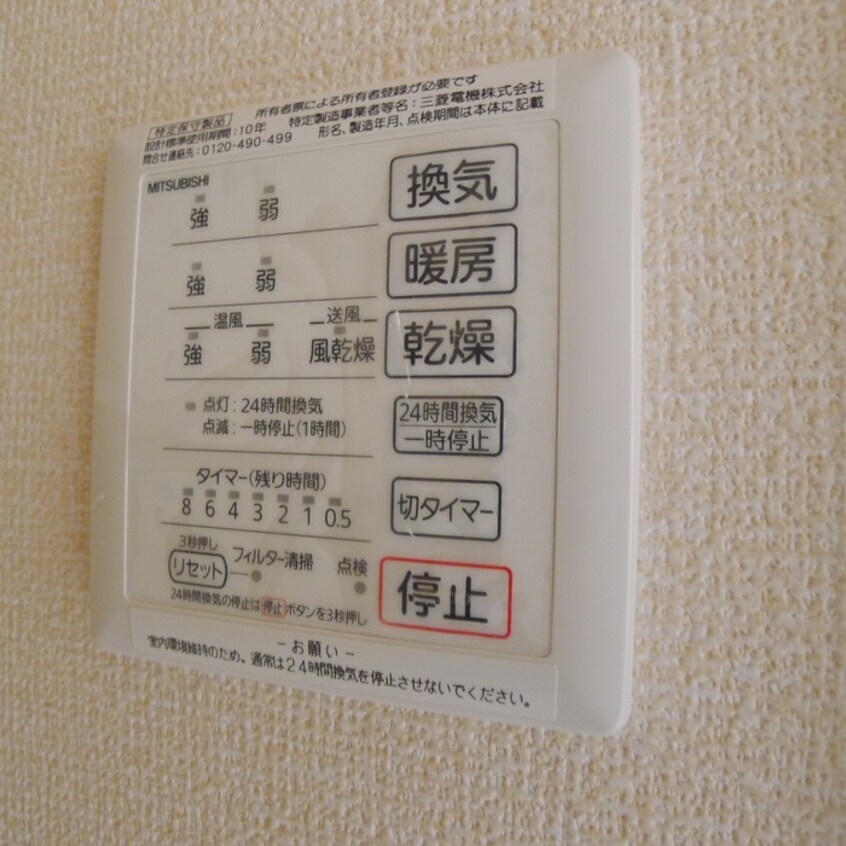 特定保守製品
所有者票による所有者登録が必要です
設計標準使用期間:10年
特定製造事業者等名:三菱電機株式会社
問合せ連絡先:0120-490-499
形名、製造年月、点検期間は本体に記載
MITSUBISHI
強 弱
換気
強 弱
暖房
温風 送風
強 弱 風乾燥
乾燥
点灯:24時間換気
点滅:一時停止(1時間)
24時間換気
一時停止
タイマー(残り時間)
8 6 4 3 2 1 0.5
切タイマー
3秒押し
リセット フィルター清掃 点検
24時間換気の停止は停止ボタンを3秒押し
停止
-お願い-
室内環境維持のため、通常は24時間換気を停止させないでください。